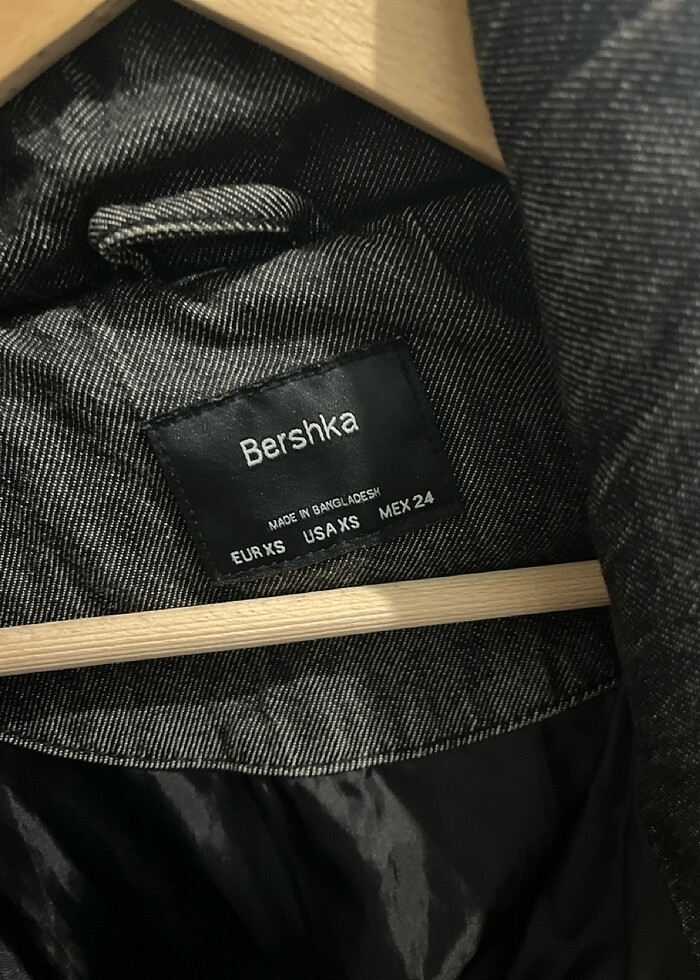 Bershka
MADE IN BANGLADESH
EUR XS USA XS MEX 24